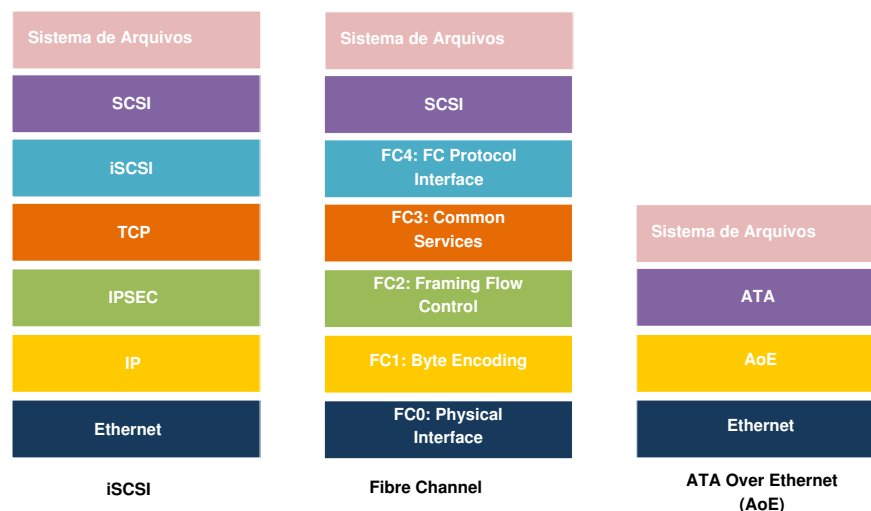 Sistema de Arquivos
SCSI
iSCSI
TCP
IPSEC
IP
Ethernet
iSCSI
Sistema de Arquivos
SCSI
FC4: FC Protocol
Interface
FC3: Common
Services
FC2: Framing Flow
Control
FC1: Byte Encoding
FC0: Physical
Interface
Fibre Channel
Sistema de Arquivos
ATA
AoE
Ethernet
ATA Over Ethernet
(AoE)